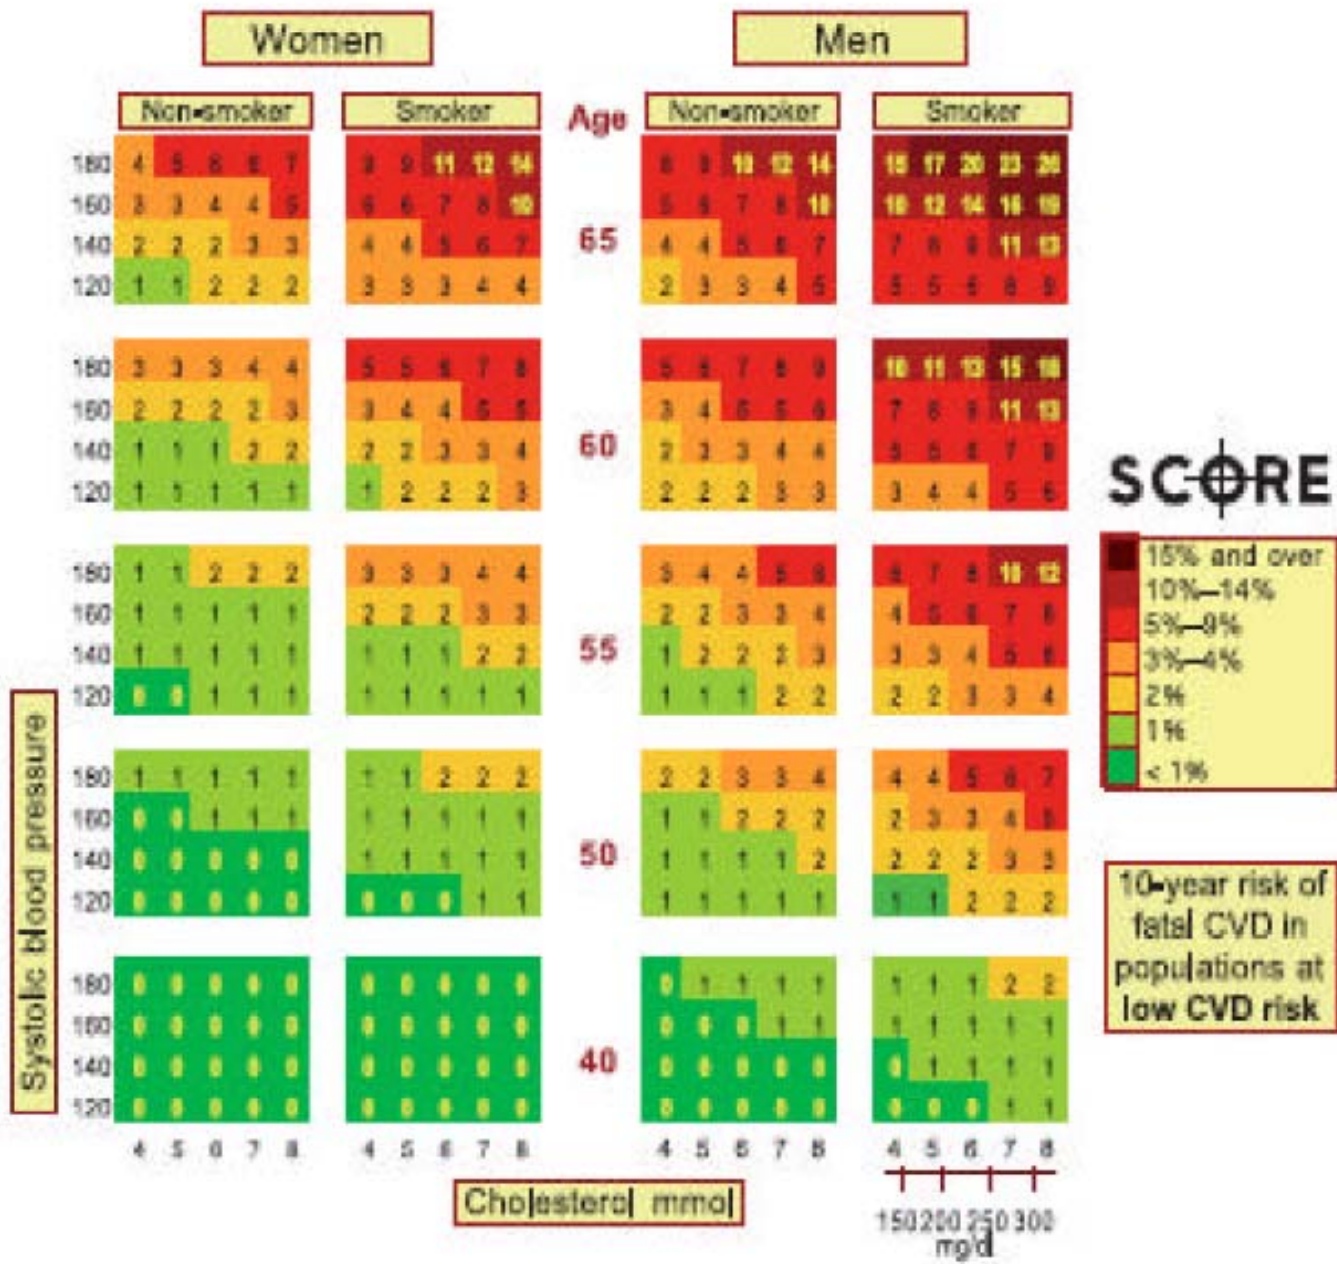 Women Men
Non-smoker Smoker Age Non-smoker Smoker
180 4 5 6 6 7 9 9 11 12 14 8 9 10 12 14 15 17 20 23 26
160 3 3 4 4 5 6 6 7 8 10 5 6 7 8 10 10 12 14 16 19
140 2 2 2 3 3 4 4 5 6 7 65 4 4 5 6 7 7 8 9 11 13
120 1 1 2 2 2 3 3 3 4 4 2 3 3 4 5 5 5 6 8 9
180 3 3 3 4 4 5 5 6 7 8 5 6 7 8 9 10 11 13 15 18
160 2 2 2 2 3 3 4 4 5 5 3 4 5 5 6 7 8 9 11 13
140 1 1 1 2 2 2 2 3 3 4 60 2 3 3 4 4 5 5 6 7 9
120 1 1 1 1 1 1 2 2 2 3 2 2 2 3 3 3 4 4 5 6
180 1 1 2 2 2 3 3 3 4 4 3 4 4 5 6 6 7 8 10 12
160 1 1 1 1 1 2 2 2 3 3 2 2 3 3 4 4 5 6 7 8
140 1 1 1 1 1 1 1 1 2 2 55 1 2 2 2 3 3 3 4 5 6
120 0 0 1 1 1 1 1 1 1 1 1 1 1 2 2 2 2 3 3 4
180 1 1 1 1 1 1 1 2 2 2 2 2 3 3 4 4 4 5 6 7
160 0 0 1 1 1 1 1 1 1 1 1 1 2 2 2 2 3 3 4 5
140 0 0 0 0 0 1 1 1 1 1 50 1 1 1 1 2 2 2 2 3 3
120 0 0 0 0 0 0 0 0 1 1 1 1 1 1 1 1 1 2 2 2
180 0 0 0 0 0 0 0 0 0 0 0 1 1 1 1 1 1 1 2 2
160 0 0 0 0 0 0 0 0 0 0 0 0 0 1 1 1 1 1 1 1
140 0 0 0 0 0 0 0 0 0 0 40 0 0 0 0 0 0 1 1 1 1
120 0 0 0 0 0 0 0 0 0 0 0 0 0 0 0 0 0 0 1 1
4 5 6 7 8 4 5 6 7 8 4 5 6 7 8 4 5 6 7 8
Cholesterol mmol
150 200 250 300
mg/dl
Systolic blood pressure
SCORE
15% and over
10%–14%
5%–9%
3%–4%
2%
1%
< 1%
10-year risk of
fatal CVD in
populations at
low CVD risk